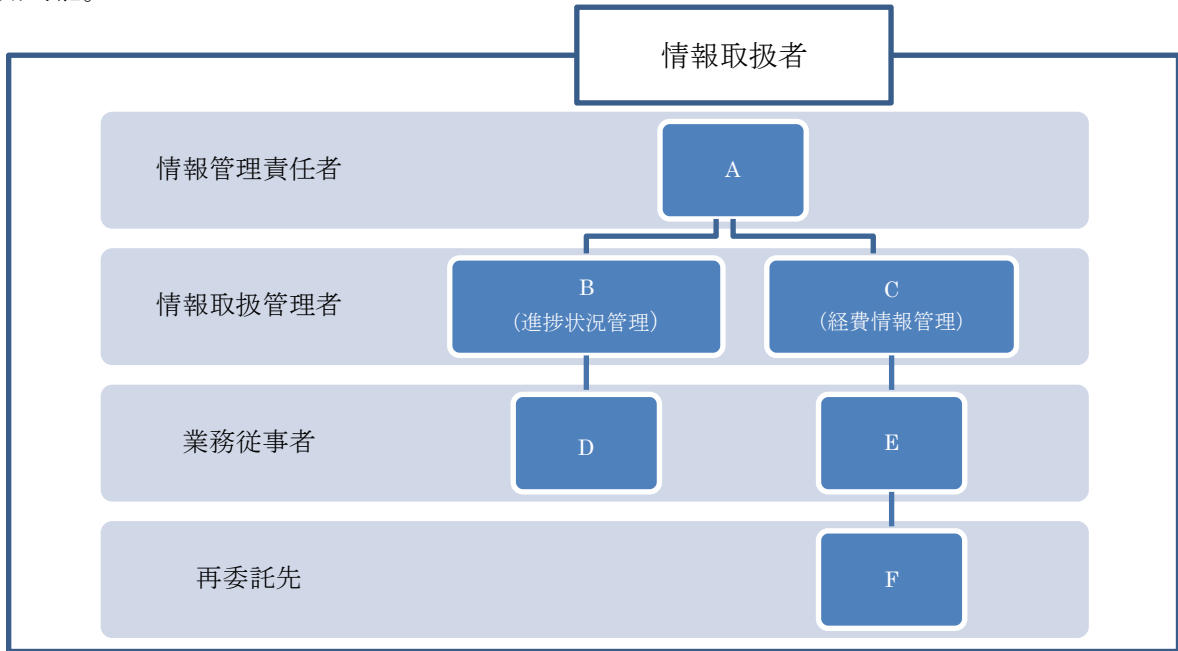 情報取扱者
情報管理責任者
A
情報取扱管理者
B
(進捗状況管理)
C
(経費情報管理)
業務従事者
D
E
再委託先
F